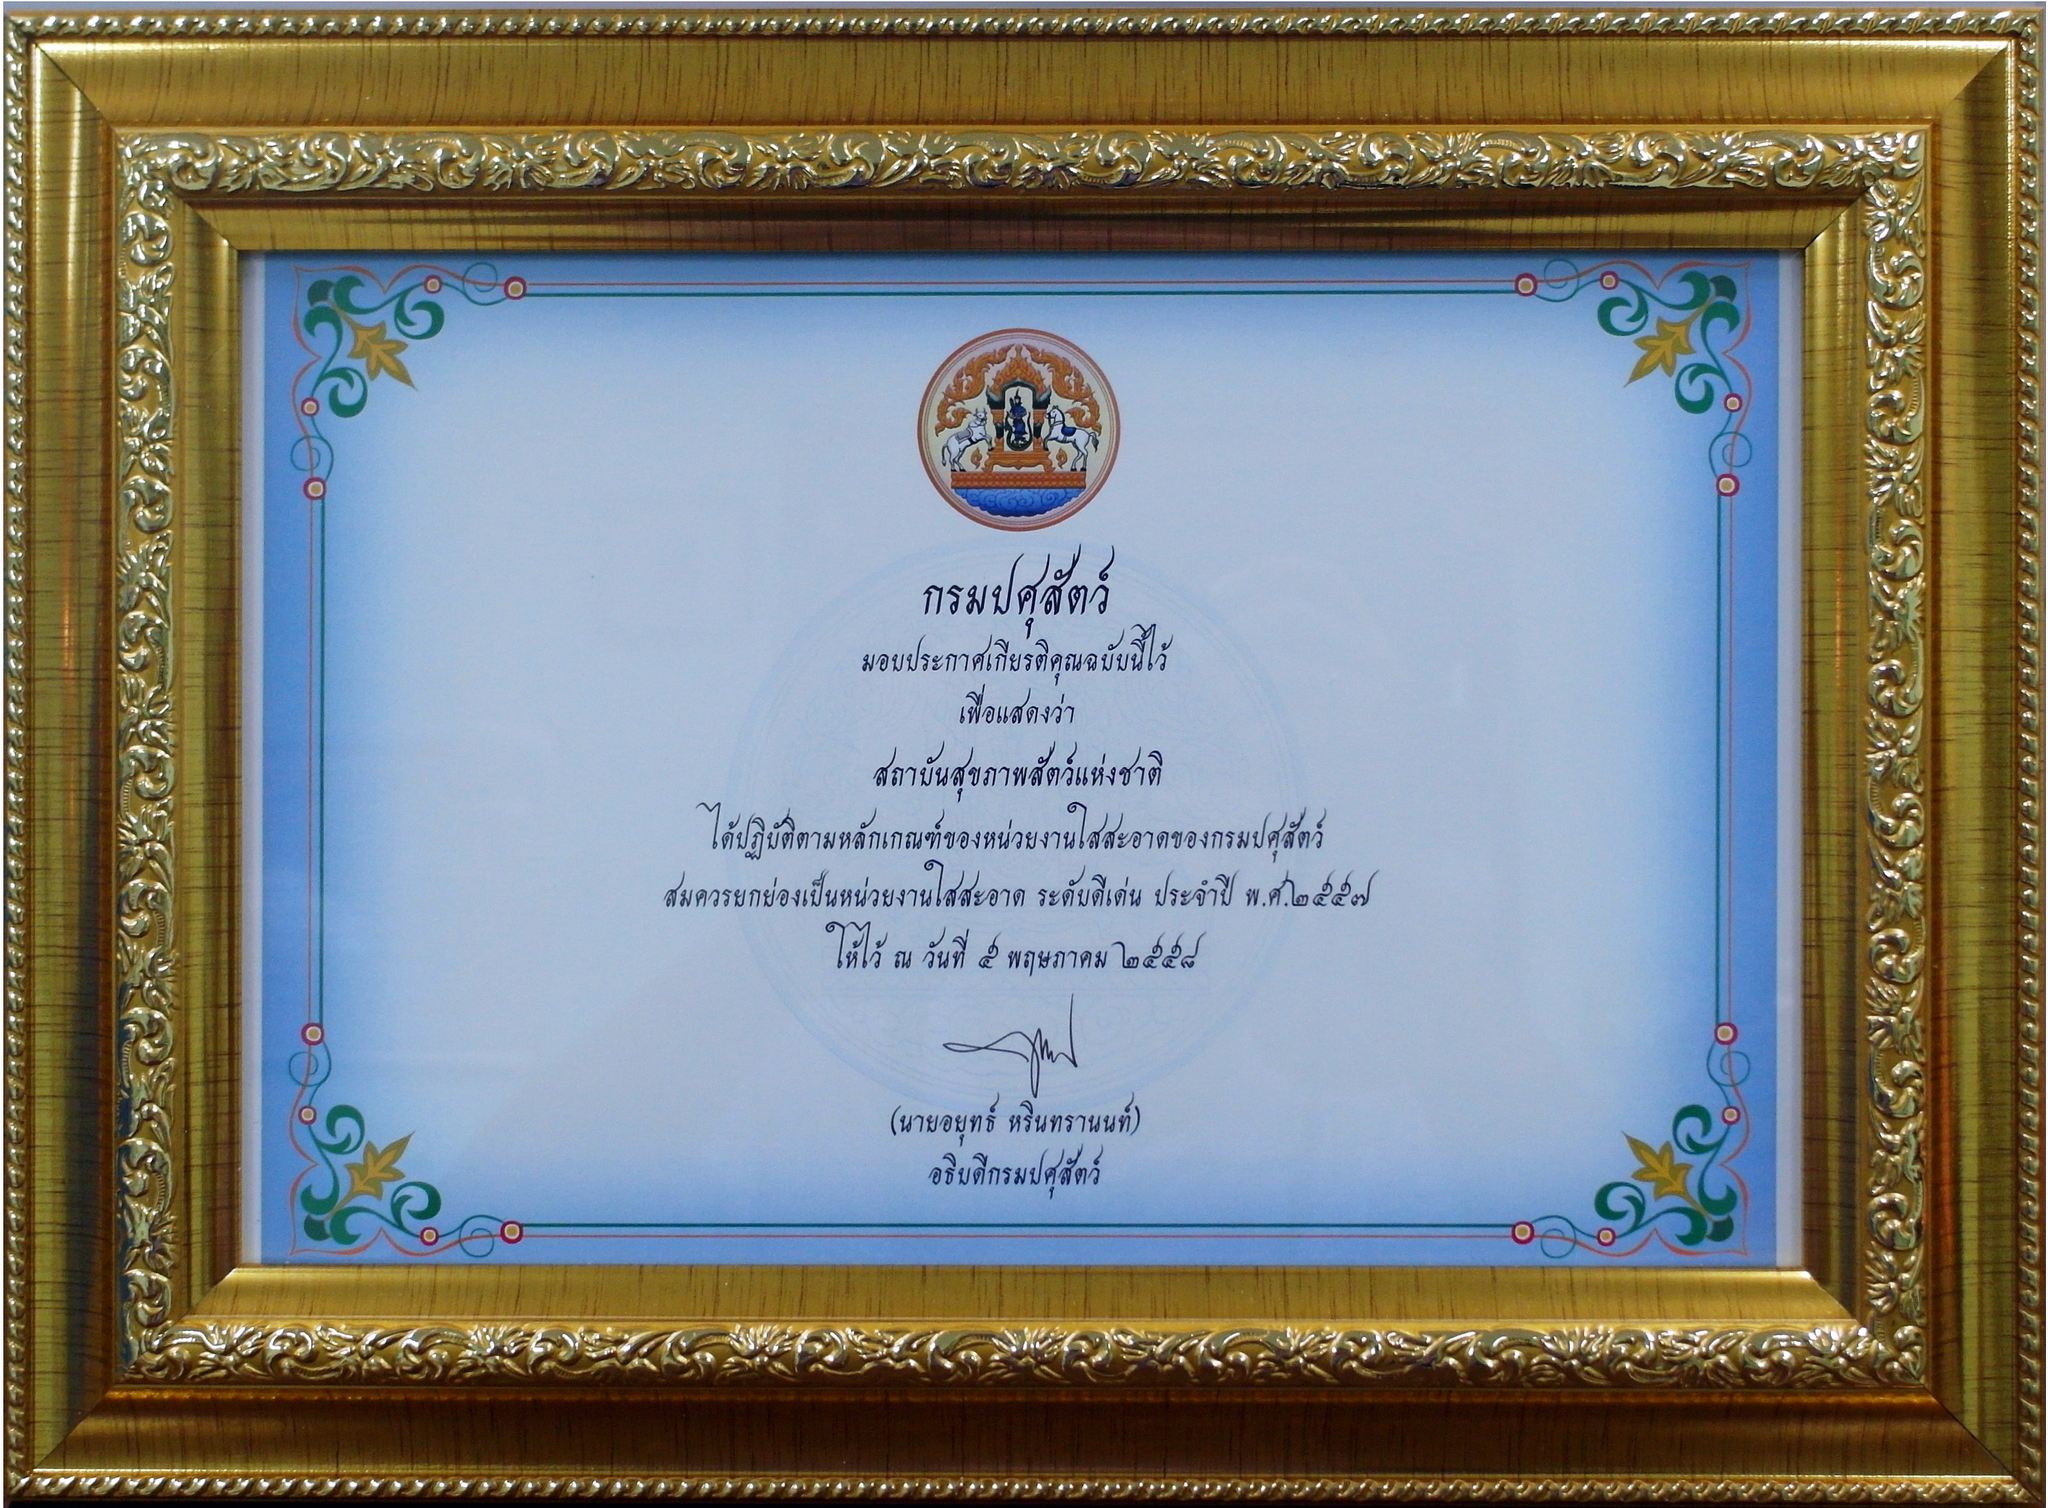 กรมปศุสัตว์
มอบประกาศเกียรติคุณฉบับนี้ไว้
เพื่อแสดงว่า
สถาบันสุขภาพสัตว์แห่งชาติ
ได้ปฏิบัติตามหลักเกณฑ์ของหน่วยงานใสสะอาดของกรมปศุสัตว์
สมควรยกย่องเป็นหน่วยงานใสสะอาด ระดับดีเด่น ประจำปี พ.ศ.๒๕๕๗
ให้ไว้ ณ วันที่ ๕ พฤษภาคม ๒๕๕๘
(นายอยุทธ์ หรินทรานนท์)
อธิบดีกรมปศุสัตว์